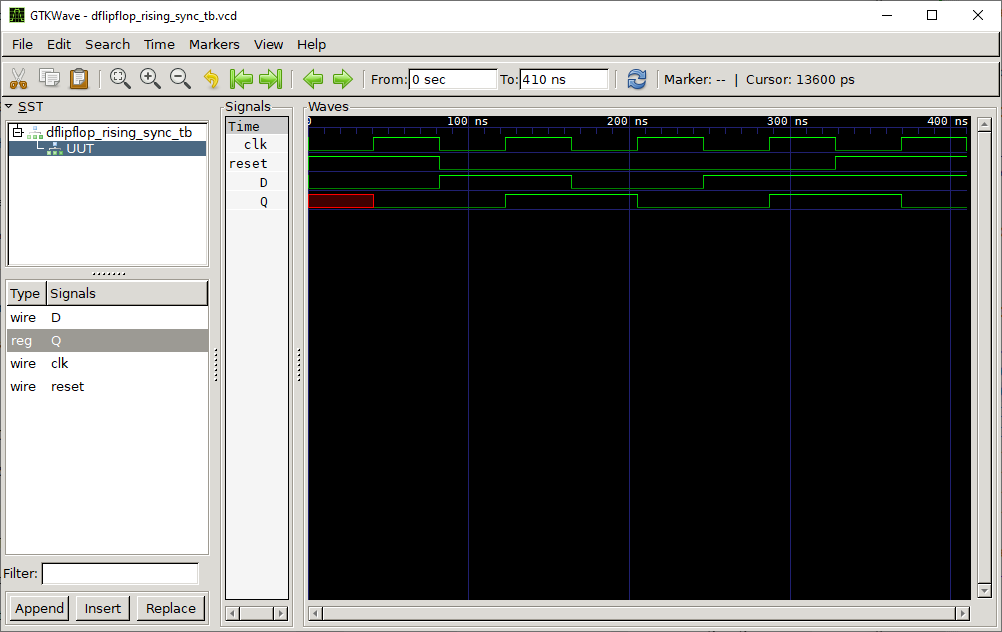 GTKWave - dflipflop_rising_sync_tb.vcd
File Edit Search Time Markers View Help
From: 0 sec To: 410 ns Marker: -- | Cursor: 13600 ps
SST
dflipflop_rising_sync_tb
UUT
Type Signals
wire D
reg Q
wire clk
wire reset
Filter:
Append Insert Replace
Signals
Time
clk
reset
D
Q
Waves
0 100 ns 200 ns 300 ns 400 ns